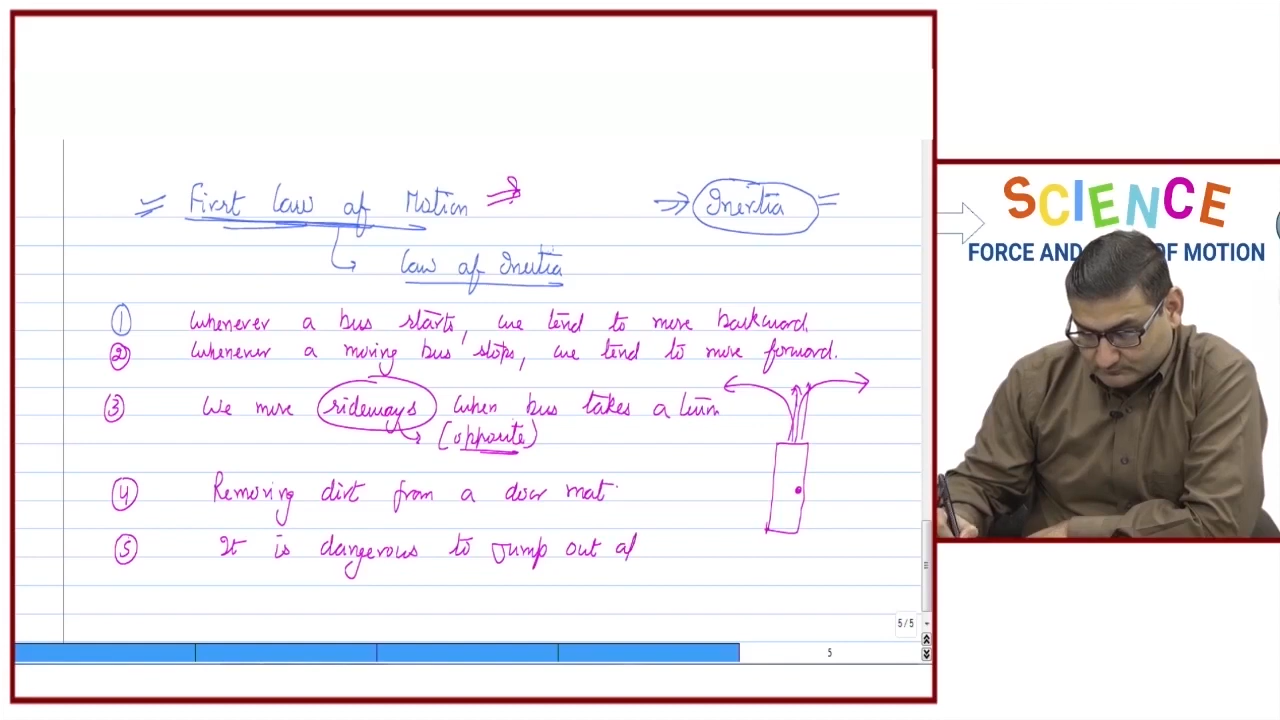 First Law of Motion ⇒
⇒ Inertia =
Law of Inertia
1 Whenever a bus starts, we tend to move backward.
2 Whenever a moving bus stops, we tend to move forward.
3 We move sideways when bus takes a turn
(opposite)
4 Removing dirt from a door mat.
5 It is dangerous to Jump out of
5/5
5
SCIENCE
FORCE AND OF MOTION